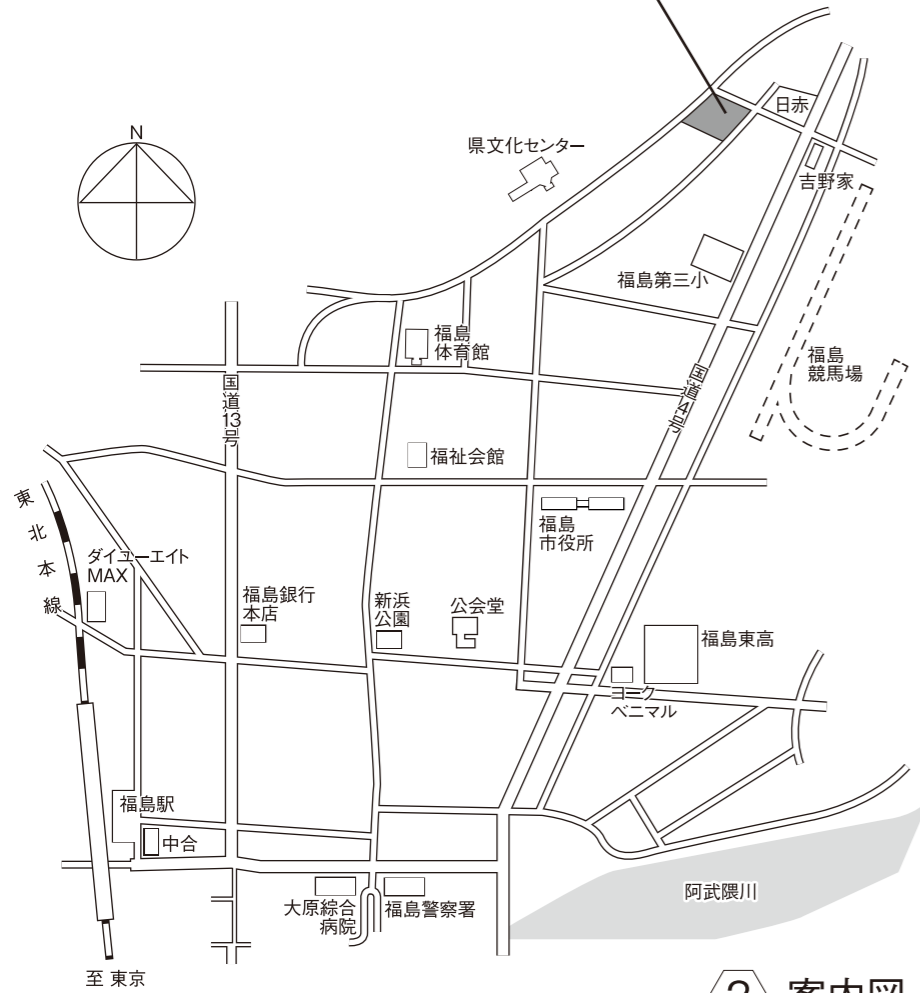 日赤
N
県文化センター
吉野家
福島第三小
福島
体育館
福島
競馬場
国道13号
国道4号
福祉会館
東北本線
福島
市役所
ダイユーエイト
MAX
福島銀行
本店
新浜
公園
公会堂
福島東高
ヨーク
ベニマル
福島駅
中合
阿武隈川
大原綜合
病院
福島警察署
至 東京
2 案内図